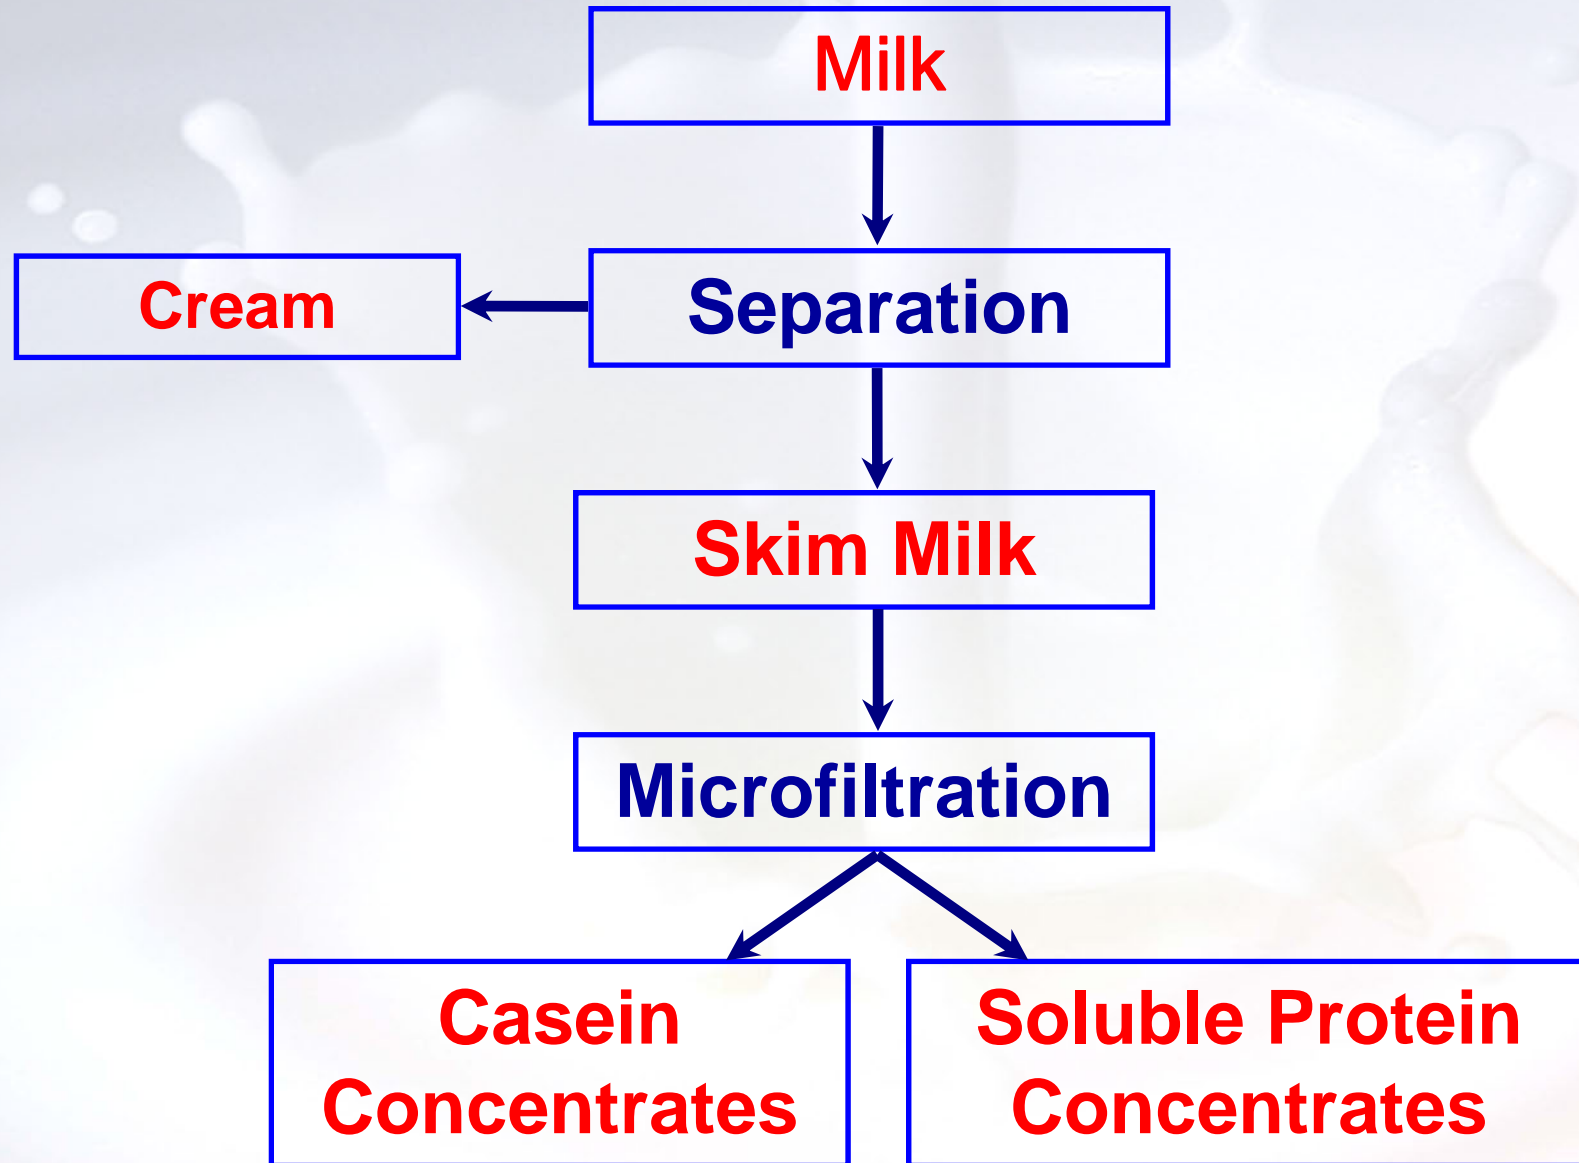 Milk
Cream
Separation
Skim Milk
Microfiltration
Casein
Concentrates
Soluble Protein
Concentrates